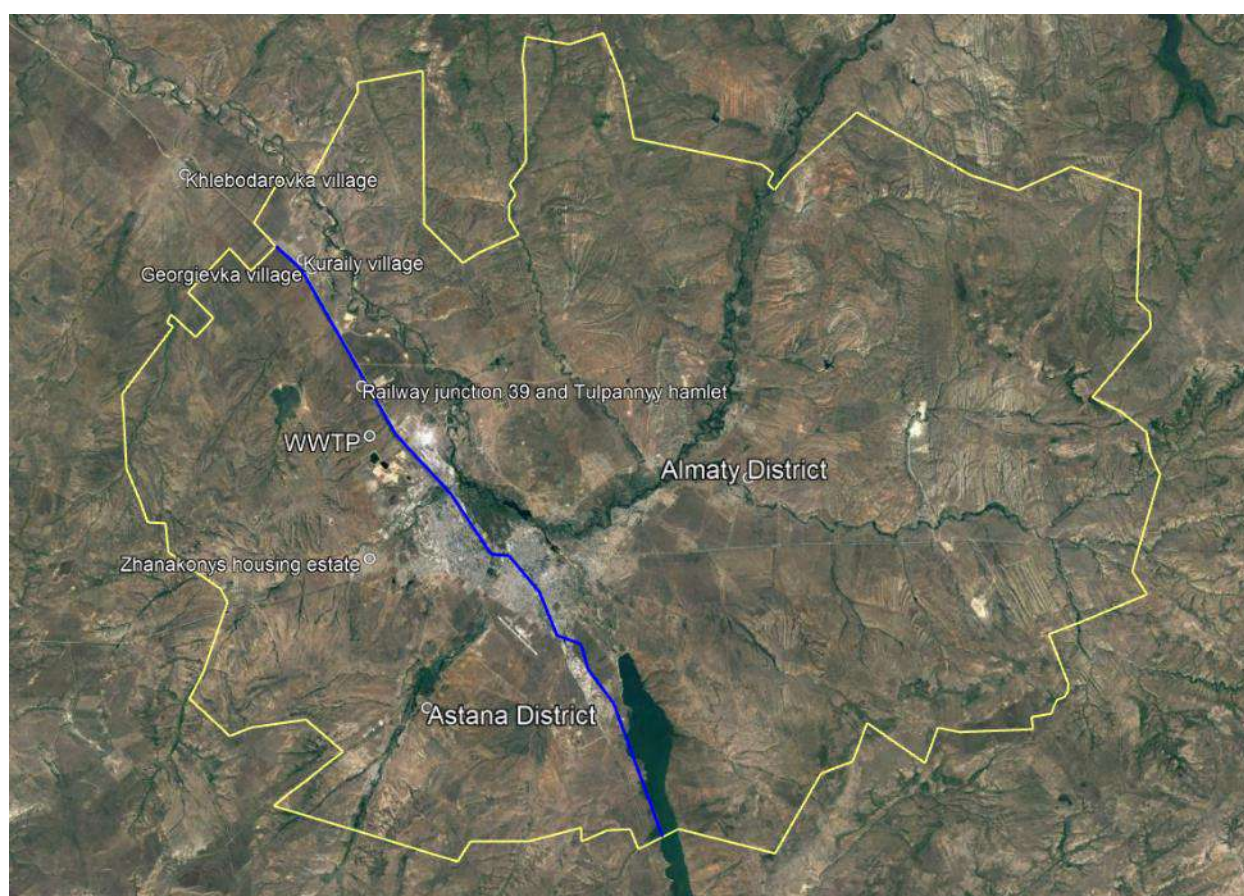 Khlebodarovka village
Kuraily village
Georgievka village
Railway junction 39 and Tulpannyy hamlet
WWTP
Almaty District
Zhanakonys housing estate
Astana District